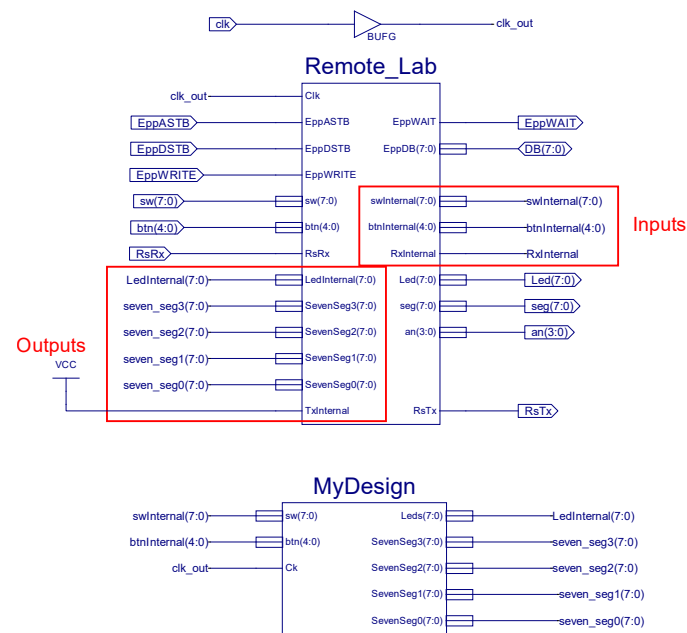 clk clk_out
BUFG
Remote_Lab
clk_out Clk
EppASTB EppASTB EppWAIT EppWAIT
EppDSTB EppDSTB EppDB(7:0) DB(7:0)
EppWRITE EppWRITE
sw(7:0) sw(7:0) swInternal(7:0) swInternal(7:0)
btn(4:0) btn(4:0) btnInternal(4:0) btnInternal(4:0) Inputs
RsRx RsRx RxInternal RxInternal
LedInternal(7:0) LedInternal(7:0) Led(7:0) Led(7:0)
seven_seg3(7:0) SevenSeg3(7:0) seg(7:0) seg(7:0)
seven_seg2(7:0) SevenSeg2(7:0) an(3:0) an(3:0)
Outputs
seven_seg1(7:0) SevenSeg1(7:0)
VCC
seven_seg0(7:0) SevenSeg0(7:0)
TxInternal RsTx RsTx
MyDesign
swInternal(7:0) sw(7:0) Leds(7:0) LedInternal(7:0)
btnInternal(4:0) btn(4:0) SevenSeg3(7:0) seven_seg3(7:0)
clk_out Ck SevenSeg2(7:0) seven_seg2(7:0)
SevenSeg1(7:0) seven_seg1(7:0)
SevenSeg0(7:0) seven_seg0(7:0)